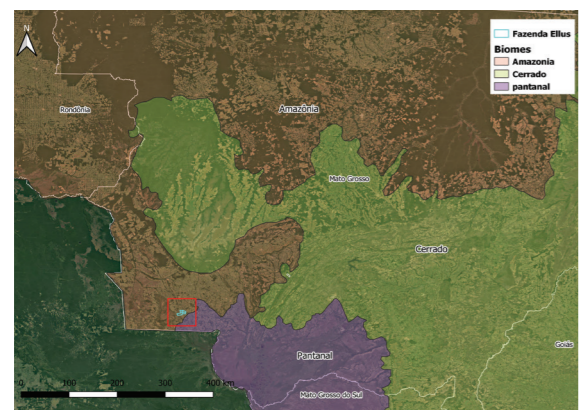 N
Fazenda Ellus
Biomes
Amazonia
Cerrado
pantanal
Rondônia
Amazônia
Mato Grosso
Cerrado
Goiás
Pantanal
0 100 200 300 400 km
Mato Grosso do Sul